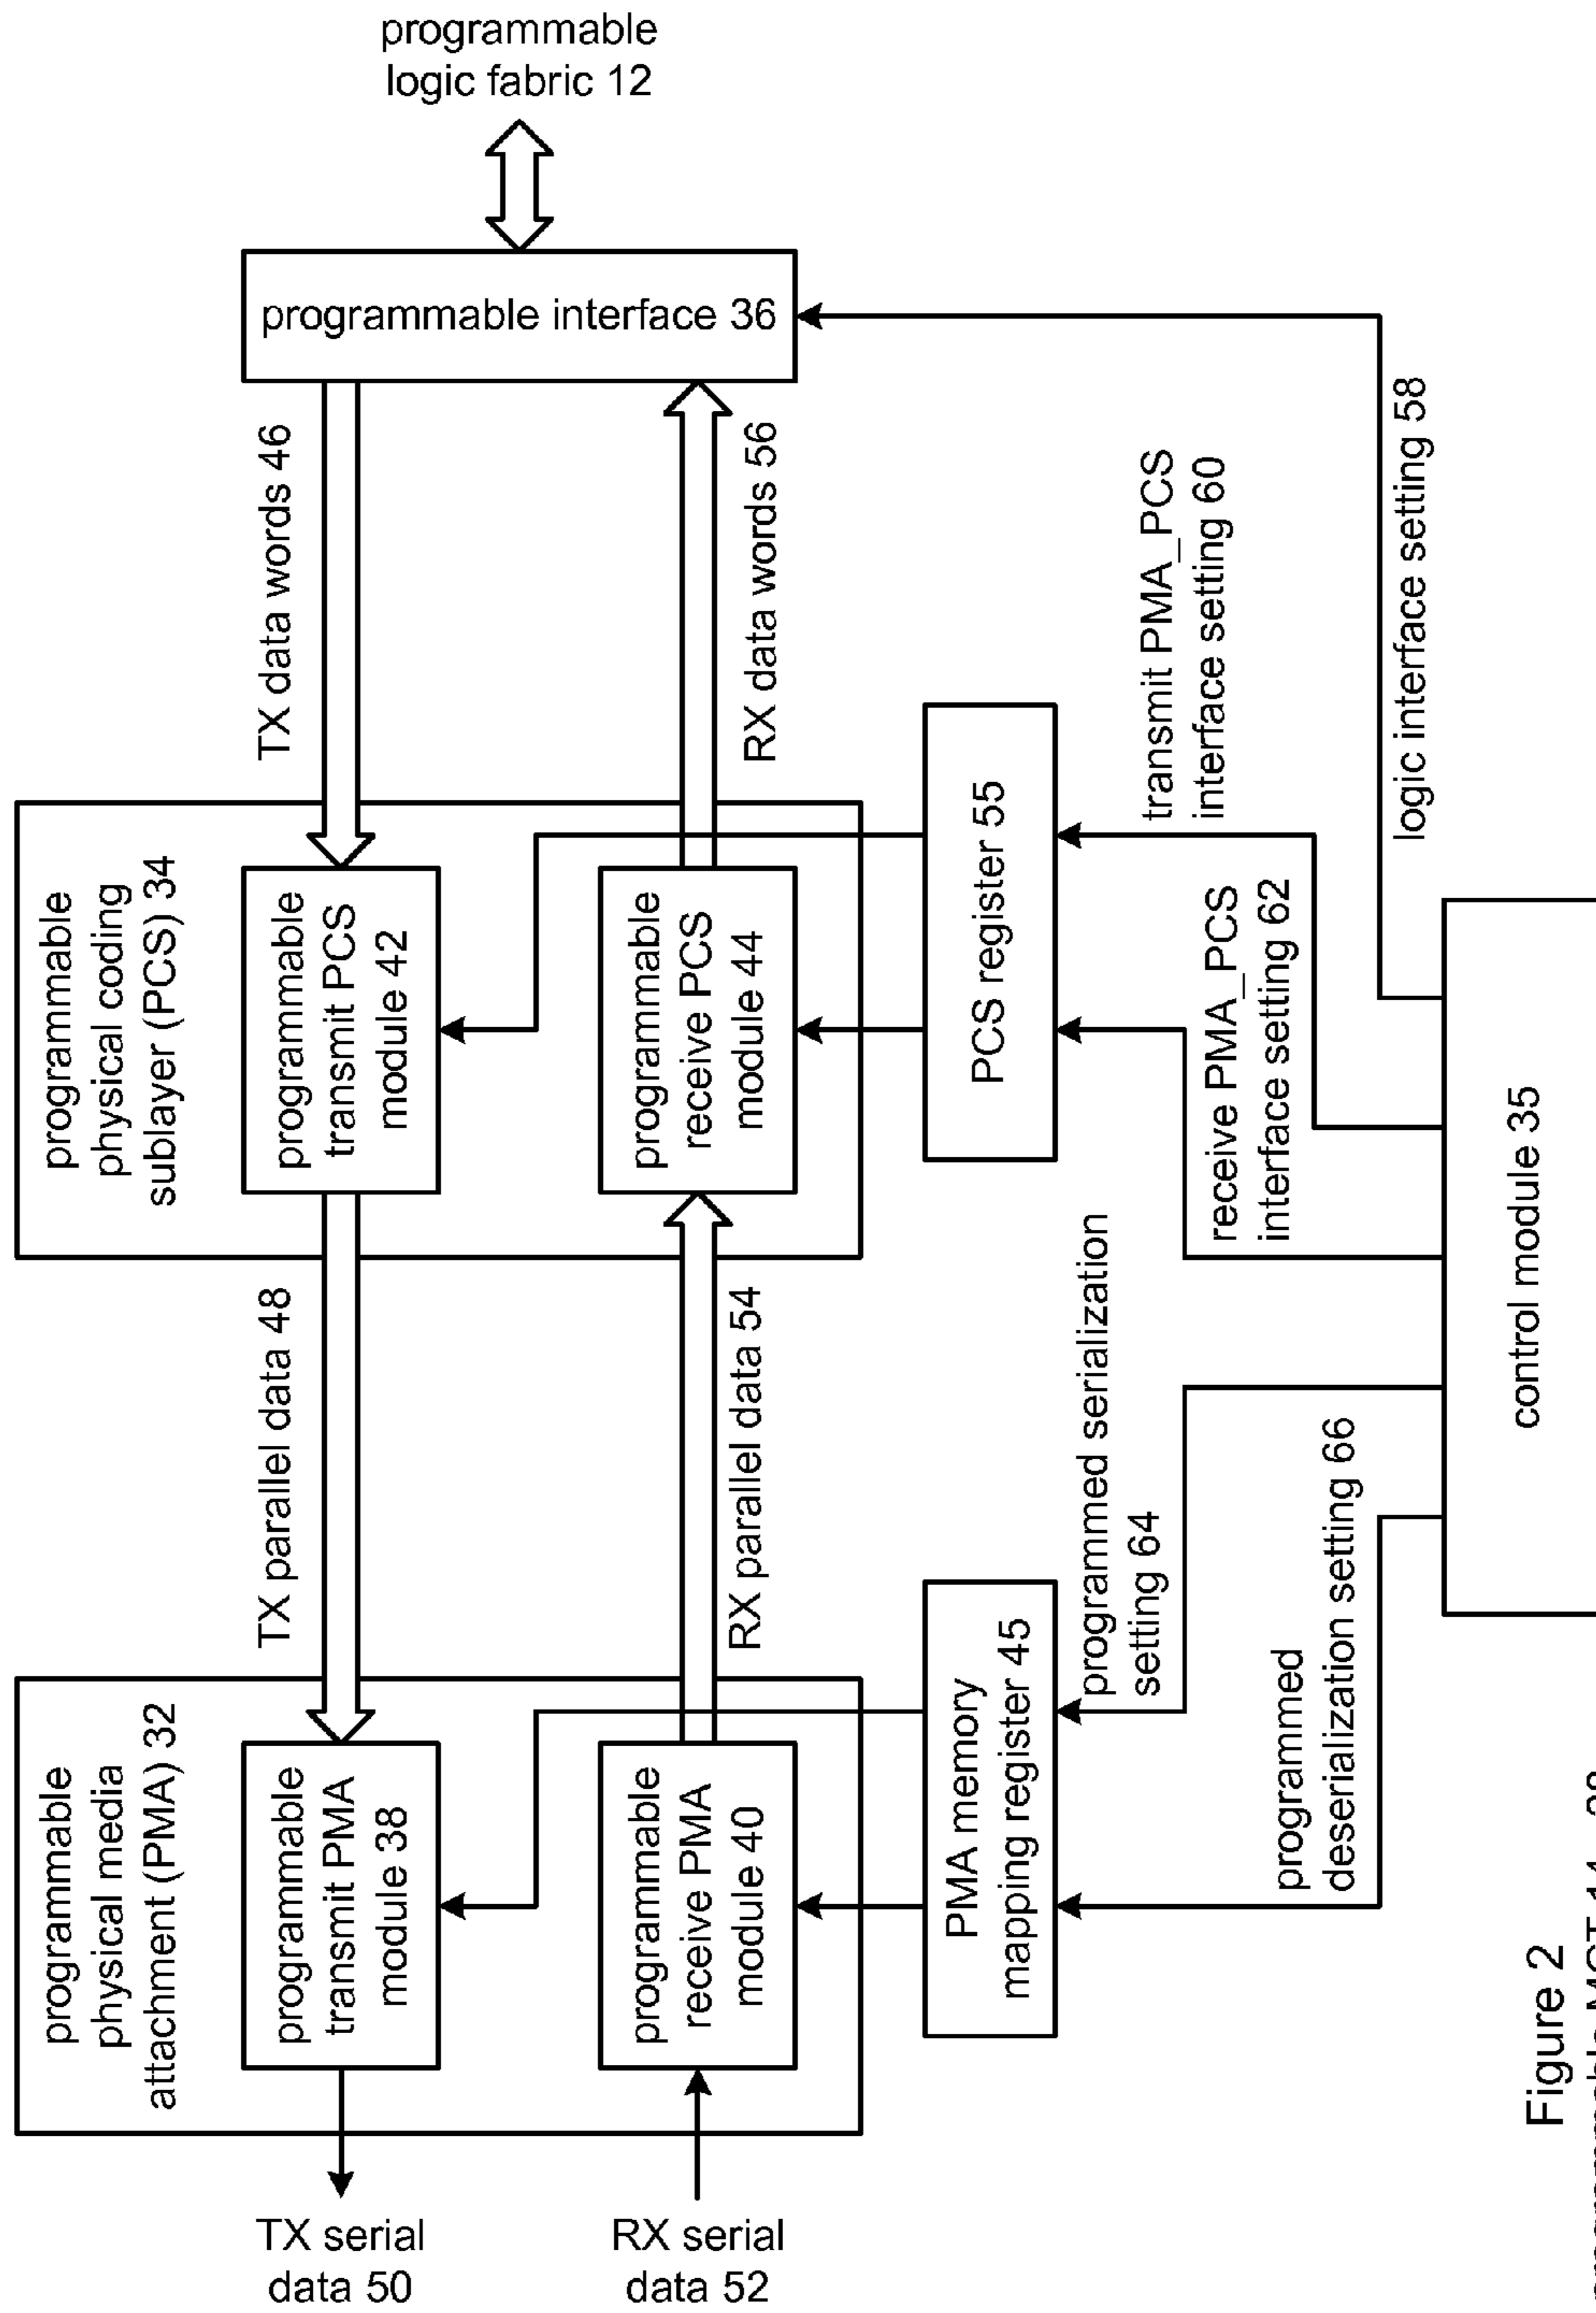 programmable
logic fabric 12
programmable interface 36
TX data words 46
RX data words 56
programmable
physical coding
sublayer (PCS) 34
programmable
transmit PCS
module 42
programmable
receive PCS
module 44
PCS register 55
transmit PMA_PCS
interface setting 60
receive PMA_PCS
interface setting 62
logic interface setting 58
TX parallel data 48
RX parallel data 54
programmable
physical media
attachment (PMA) 32
programmable
transmit PMA
module 38
programmable
receive PMA
module 40
PMA memory
mapping register 45
programmed serialization
setting 64
programmed
deserialization setting 66
control module 35
TX serial
data 50
RX serial
data 52
Figure 2